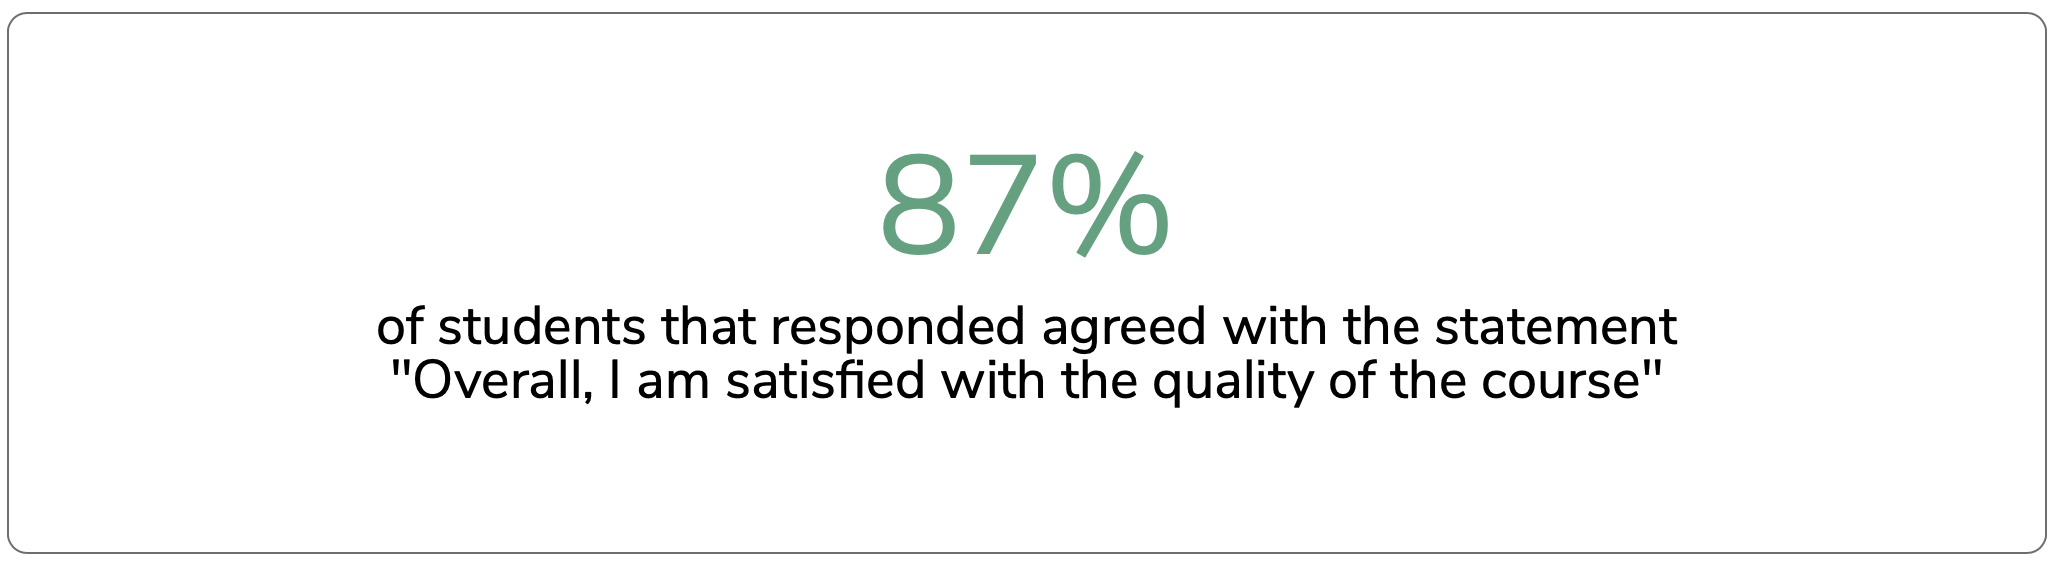 87%
of students that responded agreed with the statement
"Overall, I am satisfied with the quality of the course"